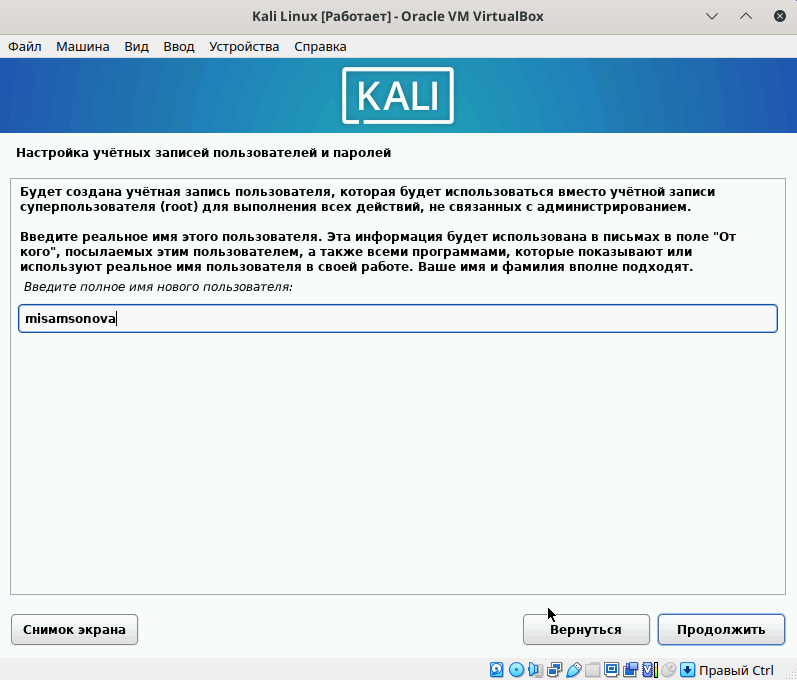 Kali Linux [Работает] - Oracle VM VirtualBox
Файл Машина Вид Ввод Устройства Справка
KALI
Настройка учётных записей пользователей и паролей
Будет создана учётная запись пользователя, которая будет использоваться вместо учётной записи
суперпользователя (root) для выполнения всех действий, не связанных с администрированием.
Введите реальное имя этого пользователя. Эта информация будет использована в письмах в поле "От
кого", посылаемых этим пользователем, а также всеми программами, которые показывают или
используют реальное имя пользователя в своей работе. Ваше имя и фамилия вполне подходят.
Введите полное имя нового пользователя:
misamsonova
Снимок экрана Вернуться Продолжить
Правый Ctrl